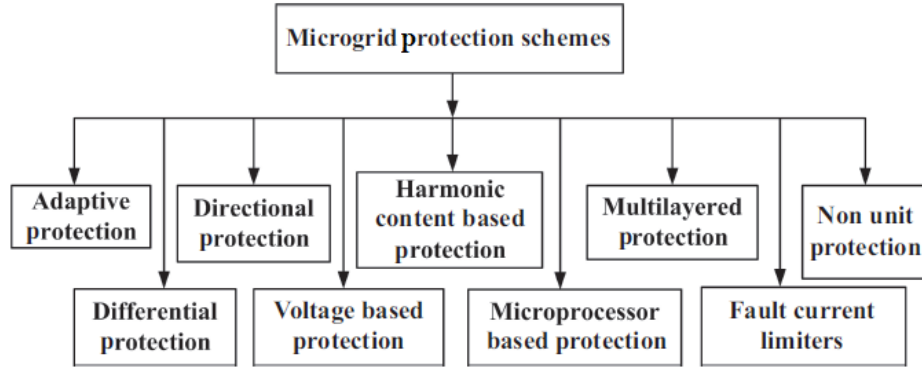 Microgrid protection schemes
Adaptive
protection
Directional
protection
Harmonic
content based
protection
Multilayered
protection
Non unit
protection
Differential
protection
Voltage based
protection
Microprocessor
based protection
Fault current
limiters